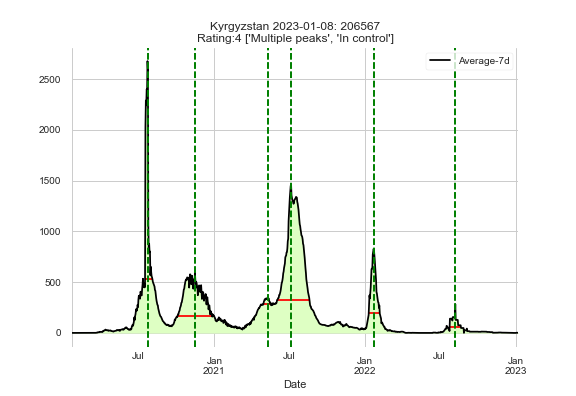 Kyrgyzstan 2023-01-08: 206567
Rating:4 ['Multiple peaks', 'In control']
Average-7d
2500
2000
1500
1000
500
0
Jul
Jan
2021
Jul
Jan
2022
Jul
Jan
2023
Date